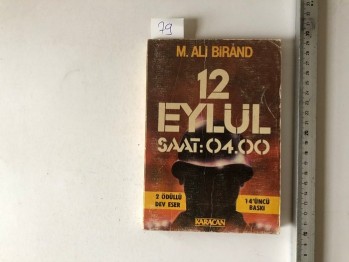 79
M. ALİ BİRAND
12
EYLÜL
SAAT: 04.00
2 ÖDÜLLÜ
DEV ESER
14'ÜNCÜ
BASKI
KARACAN